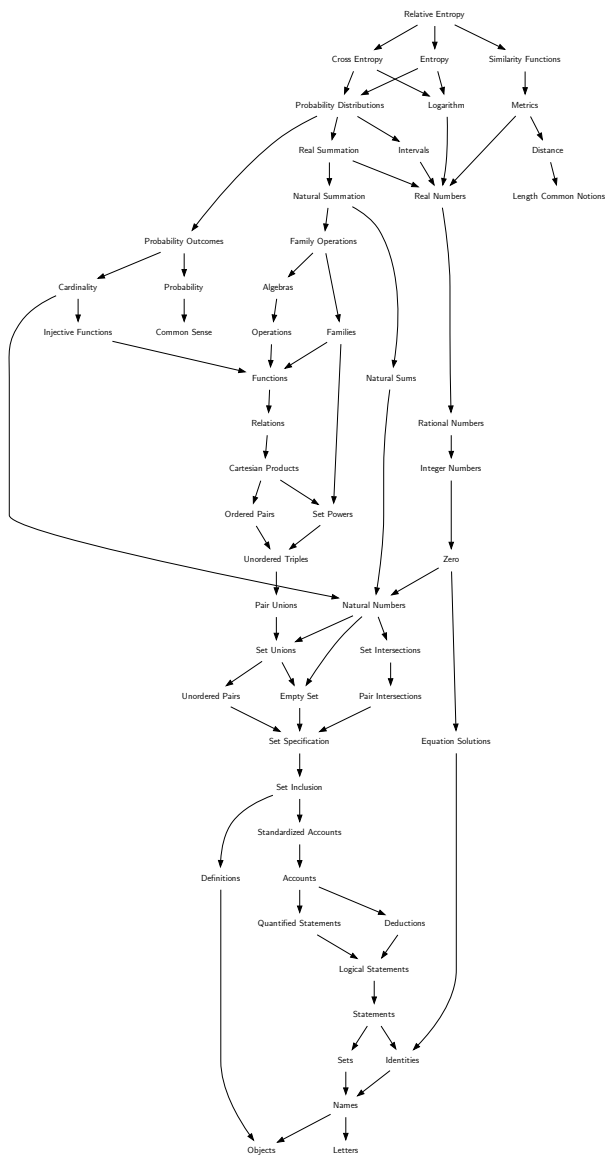 Relative Entropy
Cross Entropy
Entropy
Similarity Functions
Probability Distributions
Logarithm
Metrics
Real Summation
Intervals
Distance
Natural Summation
Real Numbers
Length Common Notions
Probability Outcomes
Family Operations
Cardinality
Probability
Algebras
Injective Functions
Common Sense
Operations
Families
Functions
Natural Sums
Relations
Rational Numbers
Cartesian Products
Integer Numbers
Ordered Pairs
Set Powers
Unordered Triples
Zero
Pair Unions
Natural Numbers
Set Unions
Set Intersections
Unordered Pairs
Empty Set
Pair Intersections
Set Specification
Equation Solutions
Set Inclusion
Standardized Accounts
Definitions
Accounts
Quantified Statements
Deductions
Logical Statements
Statements
Sets
Identities
Names
Objects
Letters